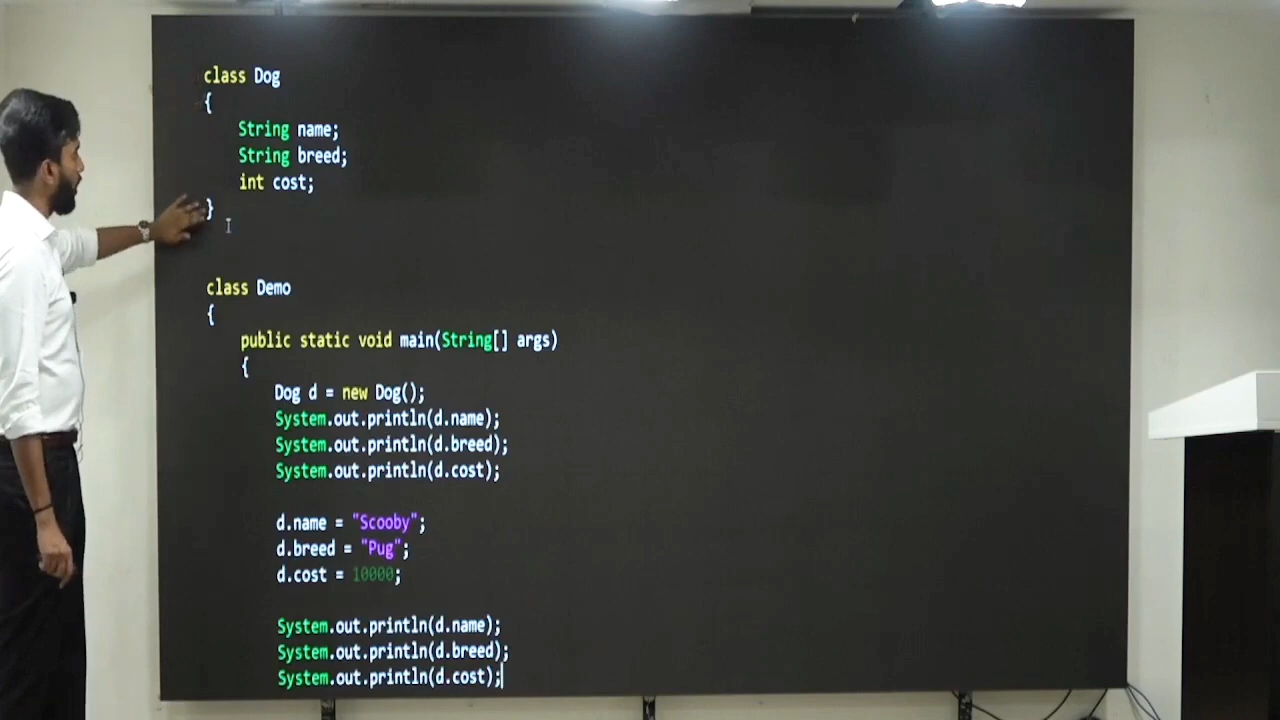 class Dog
{
String name;
String breed;
int cost;
}
class Demo
{
public static void main(String[] args)
{
Dog d = new Dog();
System.out.println(d.name);
System.out.println(d.breed);
System.out.println(d.cost);
d.name = "Scooby";
d.breed = "Pug";
d.cost = 10000;
System.out.println(d.name);
System.out.println(d.breed);
System.out.println(d.cost);